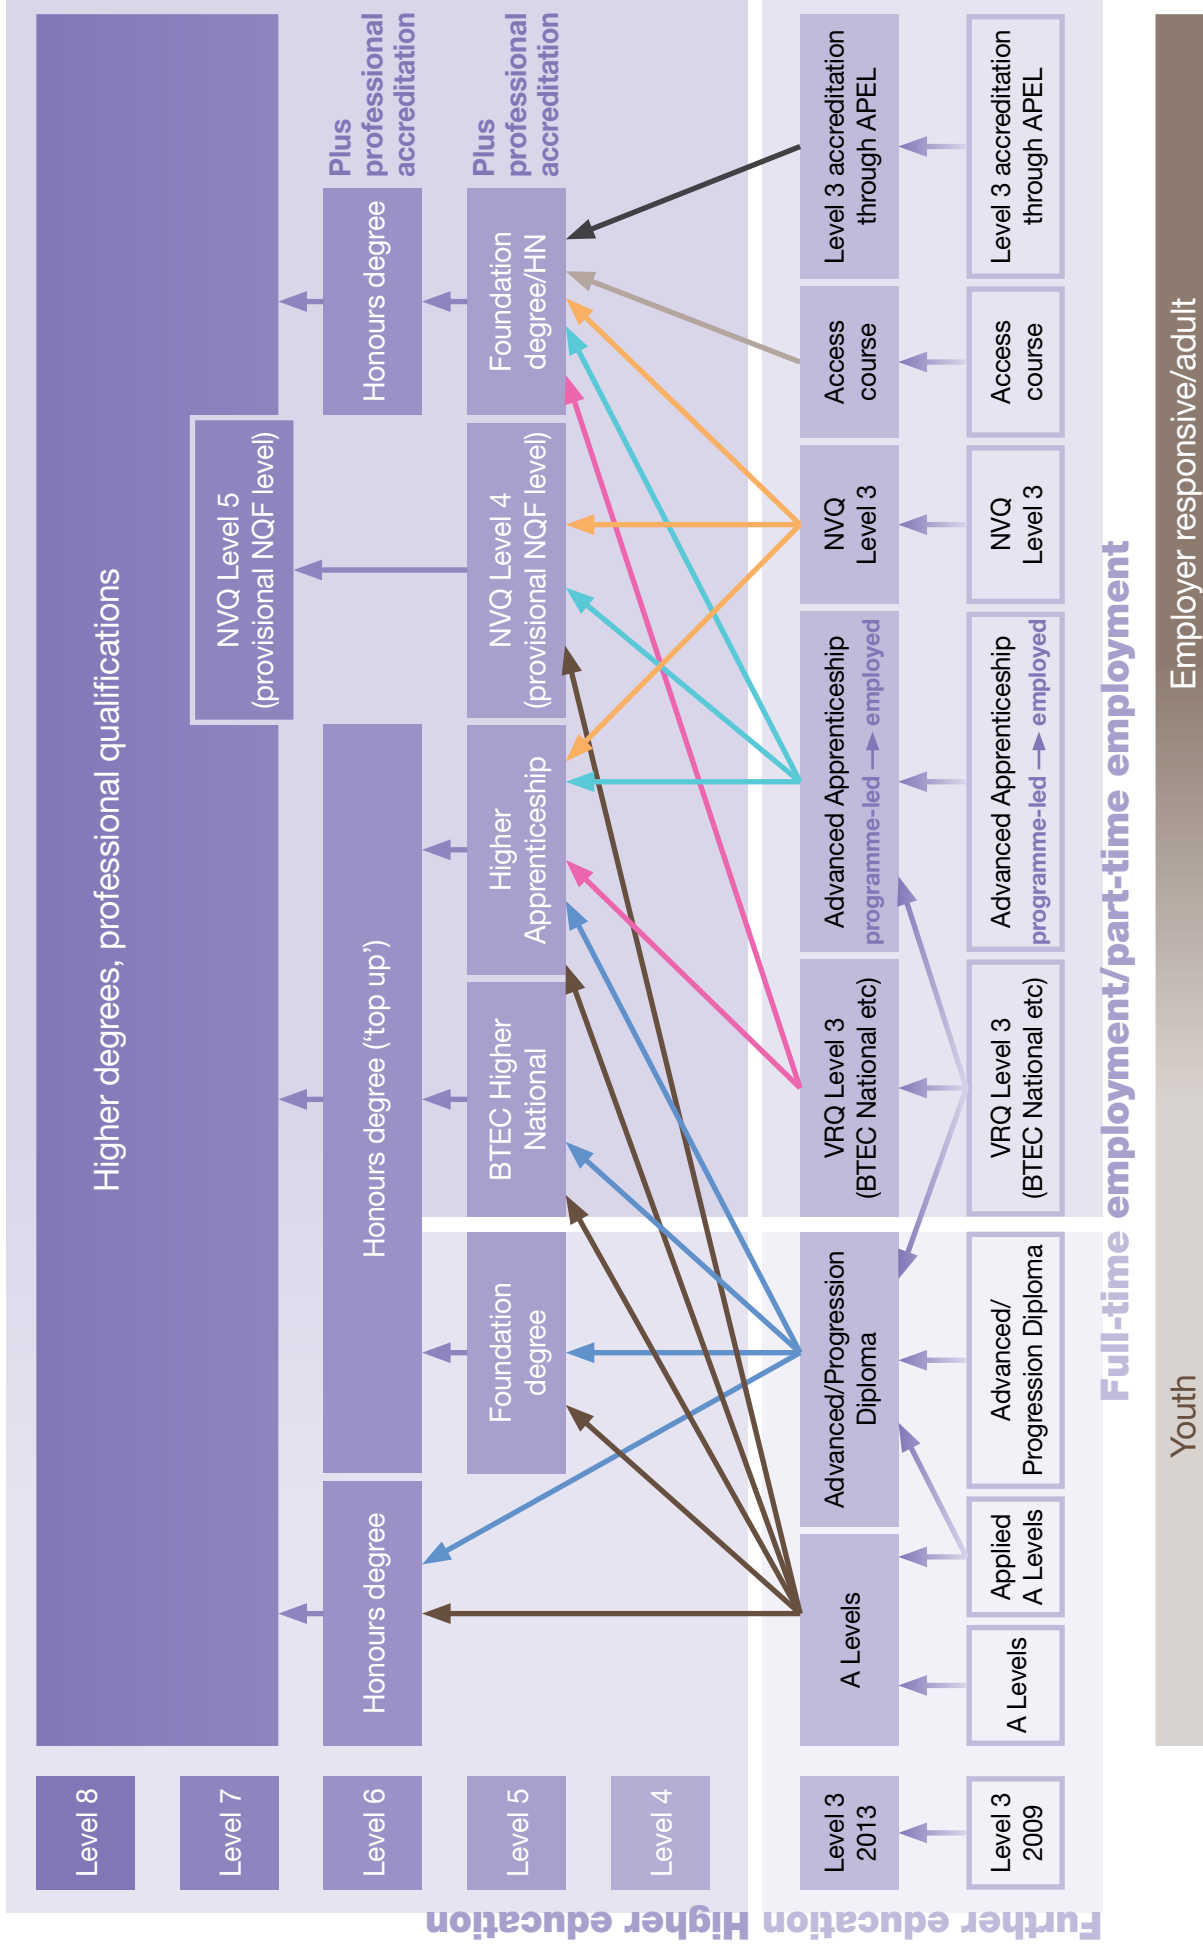 Higher education
Further education
Level 8
Level 7
Level 6
Level 5
Level 4
Level 3
2013
Level 3
2009
Higher degrees, professional qualifications
NVQ Level 5
(provisional NQF level)
Honours degree
Honours degree (‘top up’)
Honours degree
Plus
professional
accreditation
Foundation
degree
BTEC Higher
National
Higher
Apprenticeship
NVQ Level 4
(provisional NQF level)
Foundation
degree/HN
Plus
professional
accreditation
A Levels
Advanced/Progression
Diploma
VRQ Level 3
(BTEC National etc)
Advanced Apprenticeship
programme-led → employed
NVQ
Level 3
Access
course
Level 3 accreditation
through APEL
A Levels
Applied
A Levels
Advanced/
Progression Diploma
VRQ Level 3
(BTEC National etc)
Advanced Apprenticeship
programme-led → employed
NVQ
Level 3
Access
course
Level 3 accreditation
through APEL
Full-time employment/part-time employment
Youth
Employer responsive/adult